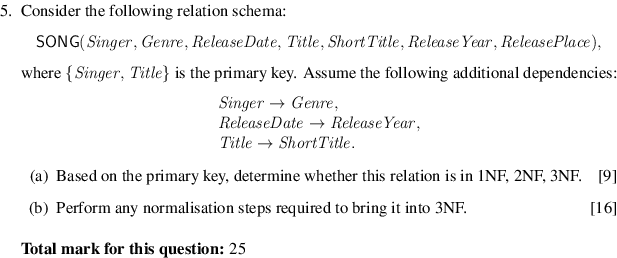 5. Consider the following relation schema:
SONG(Singer, Genre, ReleaseDate, Title, ShortTitle, ReleaseYear, ReleasePlace),
where {Singer, Title} is the primary key. Assume the following additional dependencies:
Singer → Genre,
ReleaseDate → ReleaseYear,
Title → ShortTitle.
(a) Based on the primary key, determine whether this relation is in 1NF, 2NF, 3NF. [9]
(b) Perform any normalisation steps required to bring it into 3NF. [16]
Total mark for this question: 25